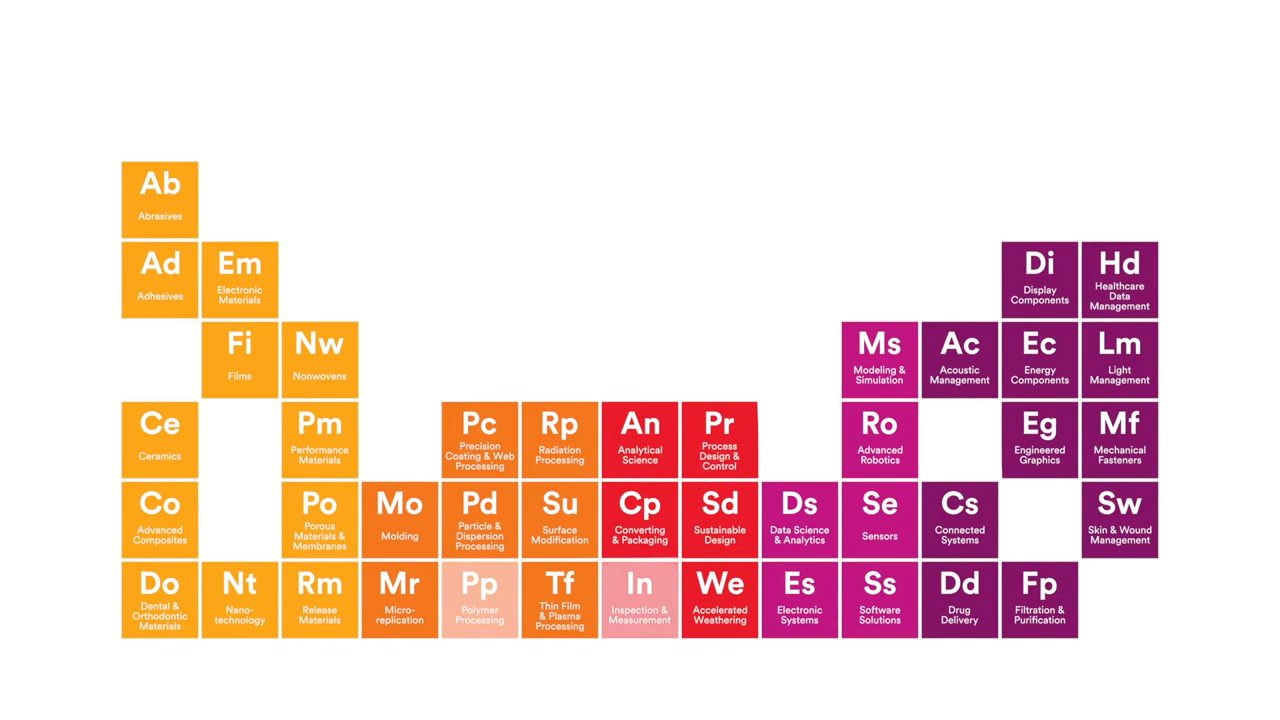 Ab
Abrasives
Ad
Adhesives
Em
Electronic
Materials
Di
Display
Components
Hd
Healthcare
Data
Management
Fi
Films
Nw
Nonwovens
Ms
Modeling &
Simulation
Ac
Acoustic
Management
Ec
Energy
Components
Lm
Light
Management
Ce
Ceramics
Pm
Performance
Materials
Pc
Precision
Coating & Web
Processing
Rp
Radiation
Processing
An
Analytical
Science
Pr
Process
Design &
Control
Ro
Advanced
Robotics
Eg
Engineered
Graphics
Mf
Mechanical
Fasteners
Co
Advanced
Composites
Po
Porous
Materials &
Membranes
Mo
Molding
Pd
Particle &
Dispersion
Processing
Su
Surface
Modification
Cp
Converting
& Packaging
Sd
Sustainable
Design
Ds
Data Science
& Analytics
Se
Sensors
Cs
Connected
Systems
Sw
Skin & Wound
Management
Do
Dental &
Orthodontic
Materials
Nt
Nano-
technology
Rm
Release
Materials
Mr
Micro-
replication
Pp
Polymer
Processing
Tf
Thin Film
& Plasma
Processing
In
Inspection &
Measurement
We
Accelerated
Weathering
Es
Electronic
Systems
Ss
Software
Solutions
Dd
Drug
Delivery
Fp
Filtration &
Purification